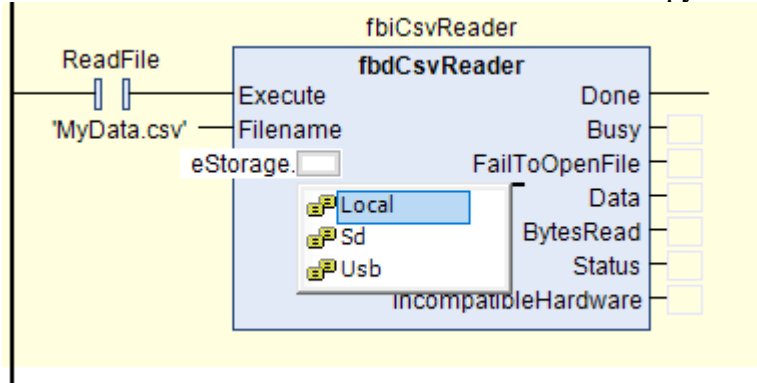 fbiCsvReader
ReadFile
fbdCsvReader
Execute
Done
'MyData.csv'
Filename
Busy
eStorage.
FailToOpenFile
Local
Data
Sd
BytesRead
Usb
Status
IncompatibleHardware